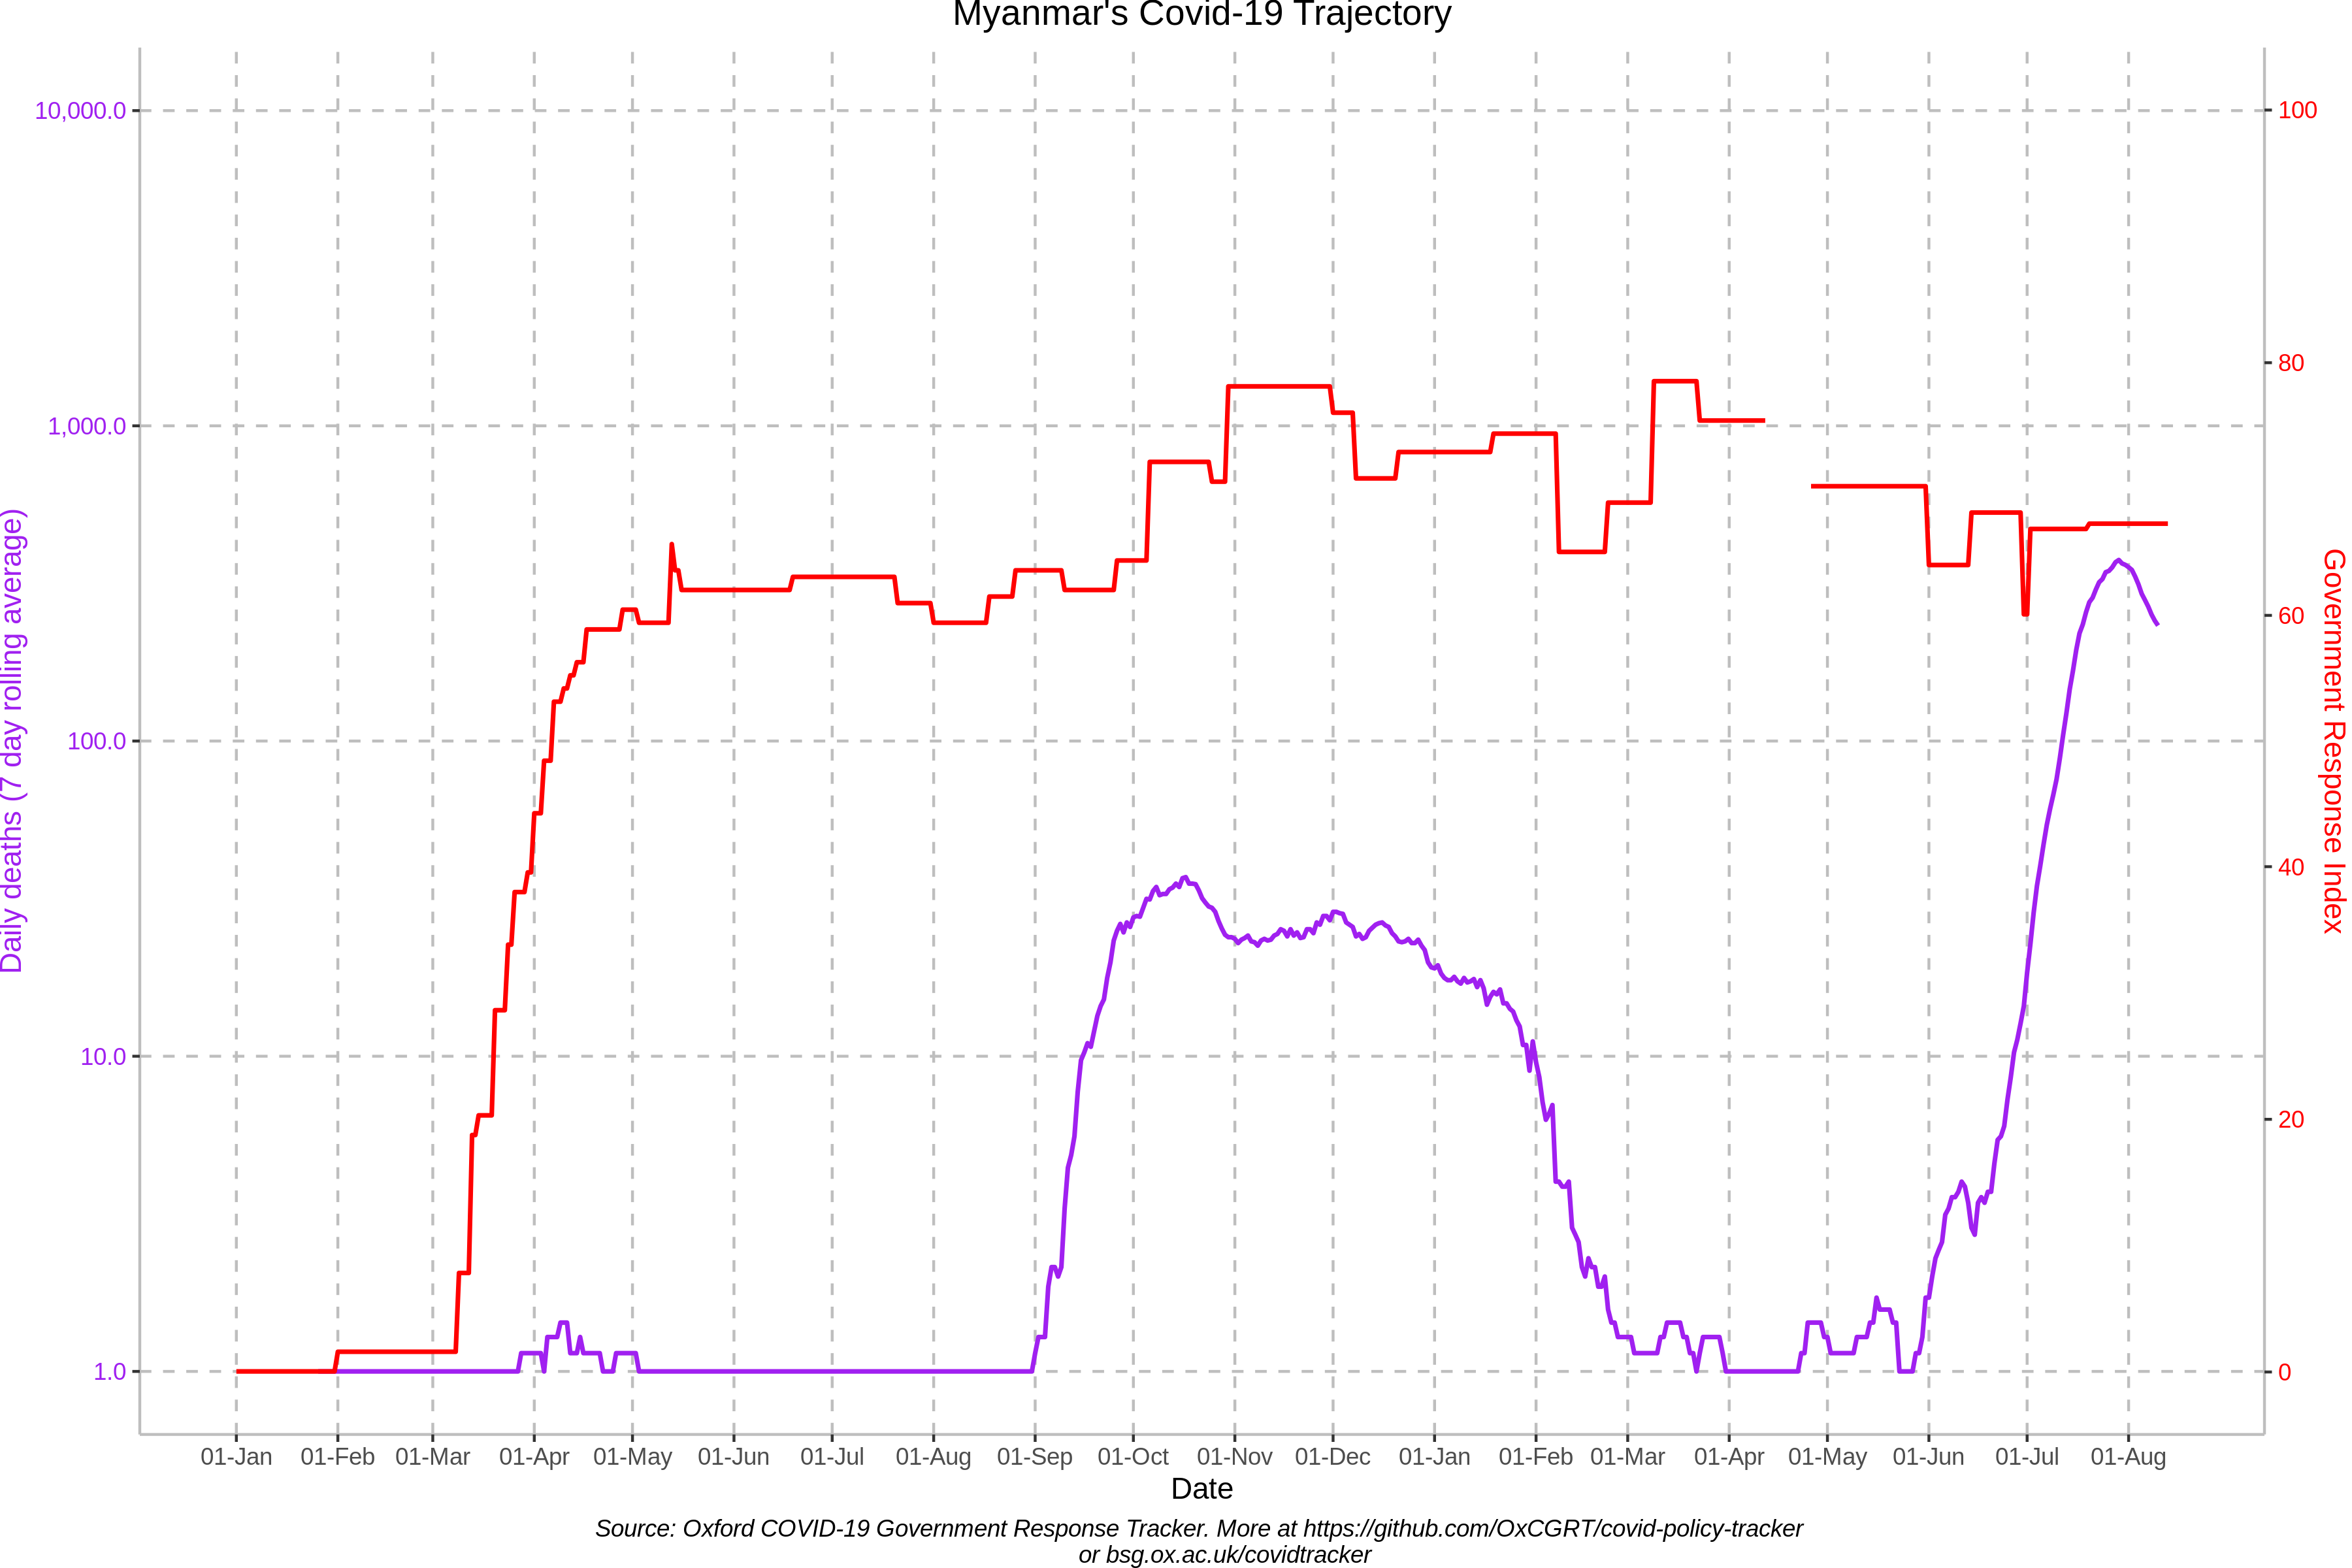 Myanmar's Covid-19 Trajectory
10,000.0
1,000.0
100.0
10.0
1.0
Daily deaths (7 day rolling average)
100
80
60
40
20
0
Government Response Index
01-Jan 01-Feb 01-Mar 01-Apr 01-May 01-Jun 01-Jul 01-Aug 01-Sep 01-Oct 01-Nov 01-Dec 01-Jan 01-Feb 01-Mar 01-Apr 01-May 01-Jun 01-Jul 01-Aug
Date
Source: Oxford COVID-19 Government Response Tracker. More at https://github.com/OxCGRT/covid-policy-tracker
or bsg.ox.ac.uk/covidtracker